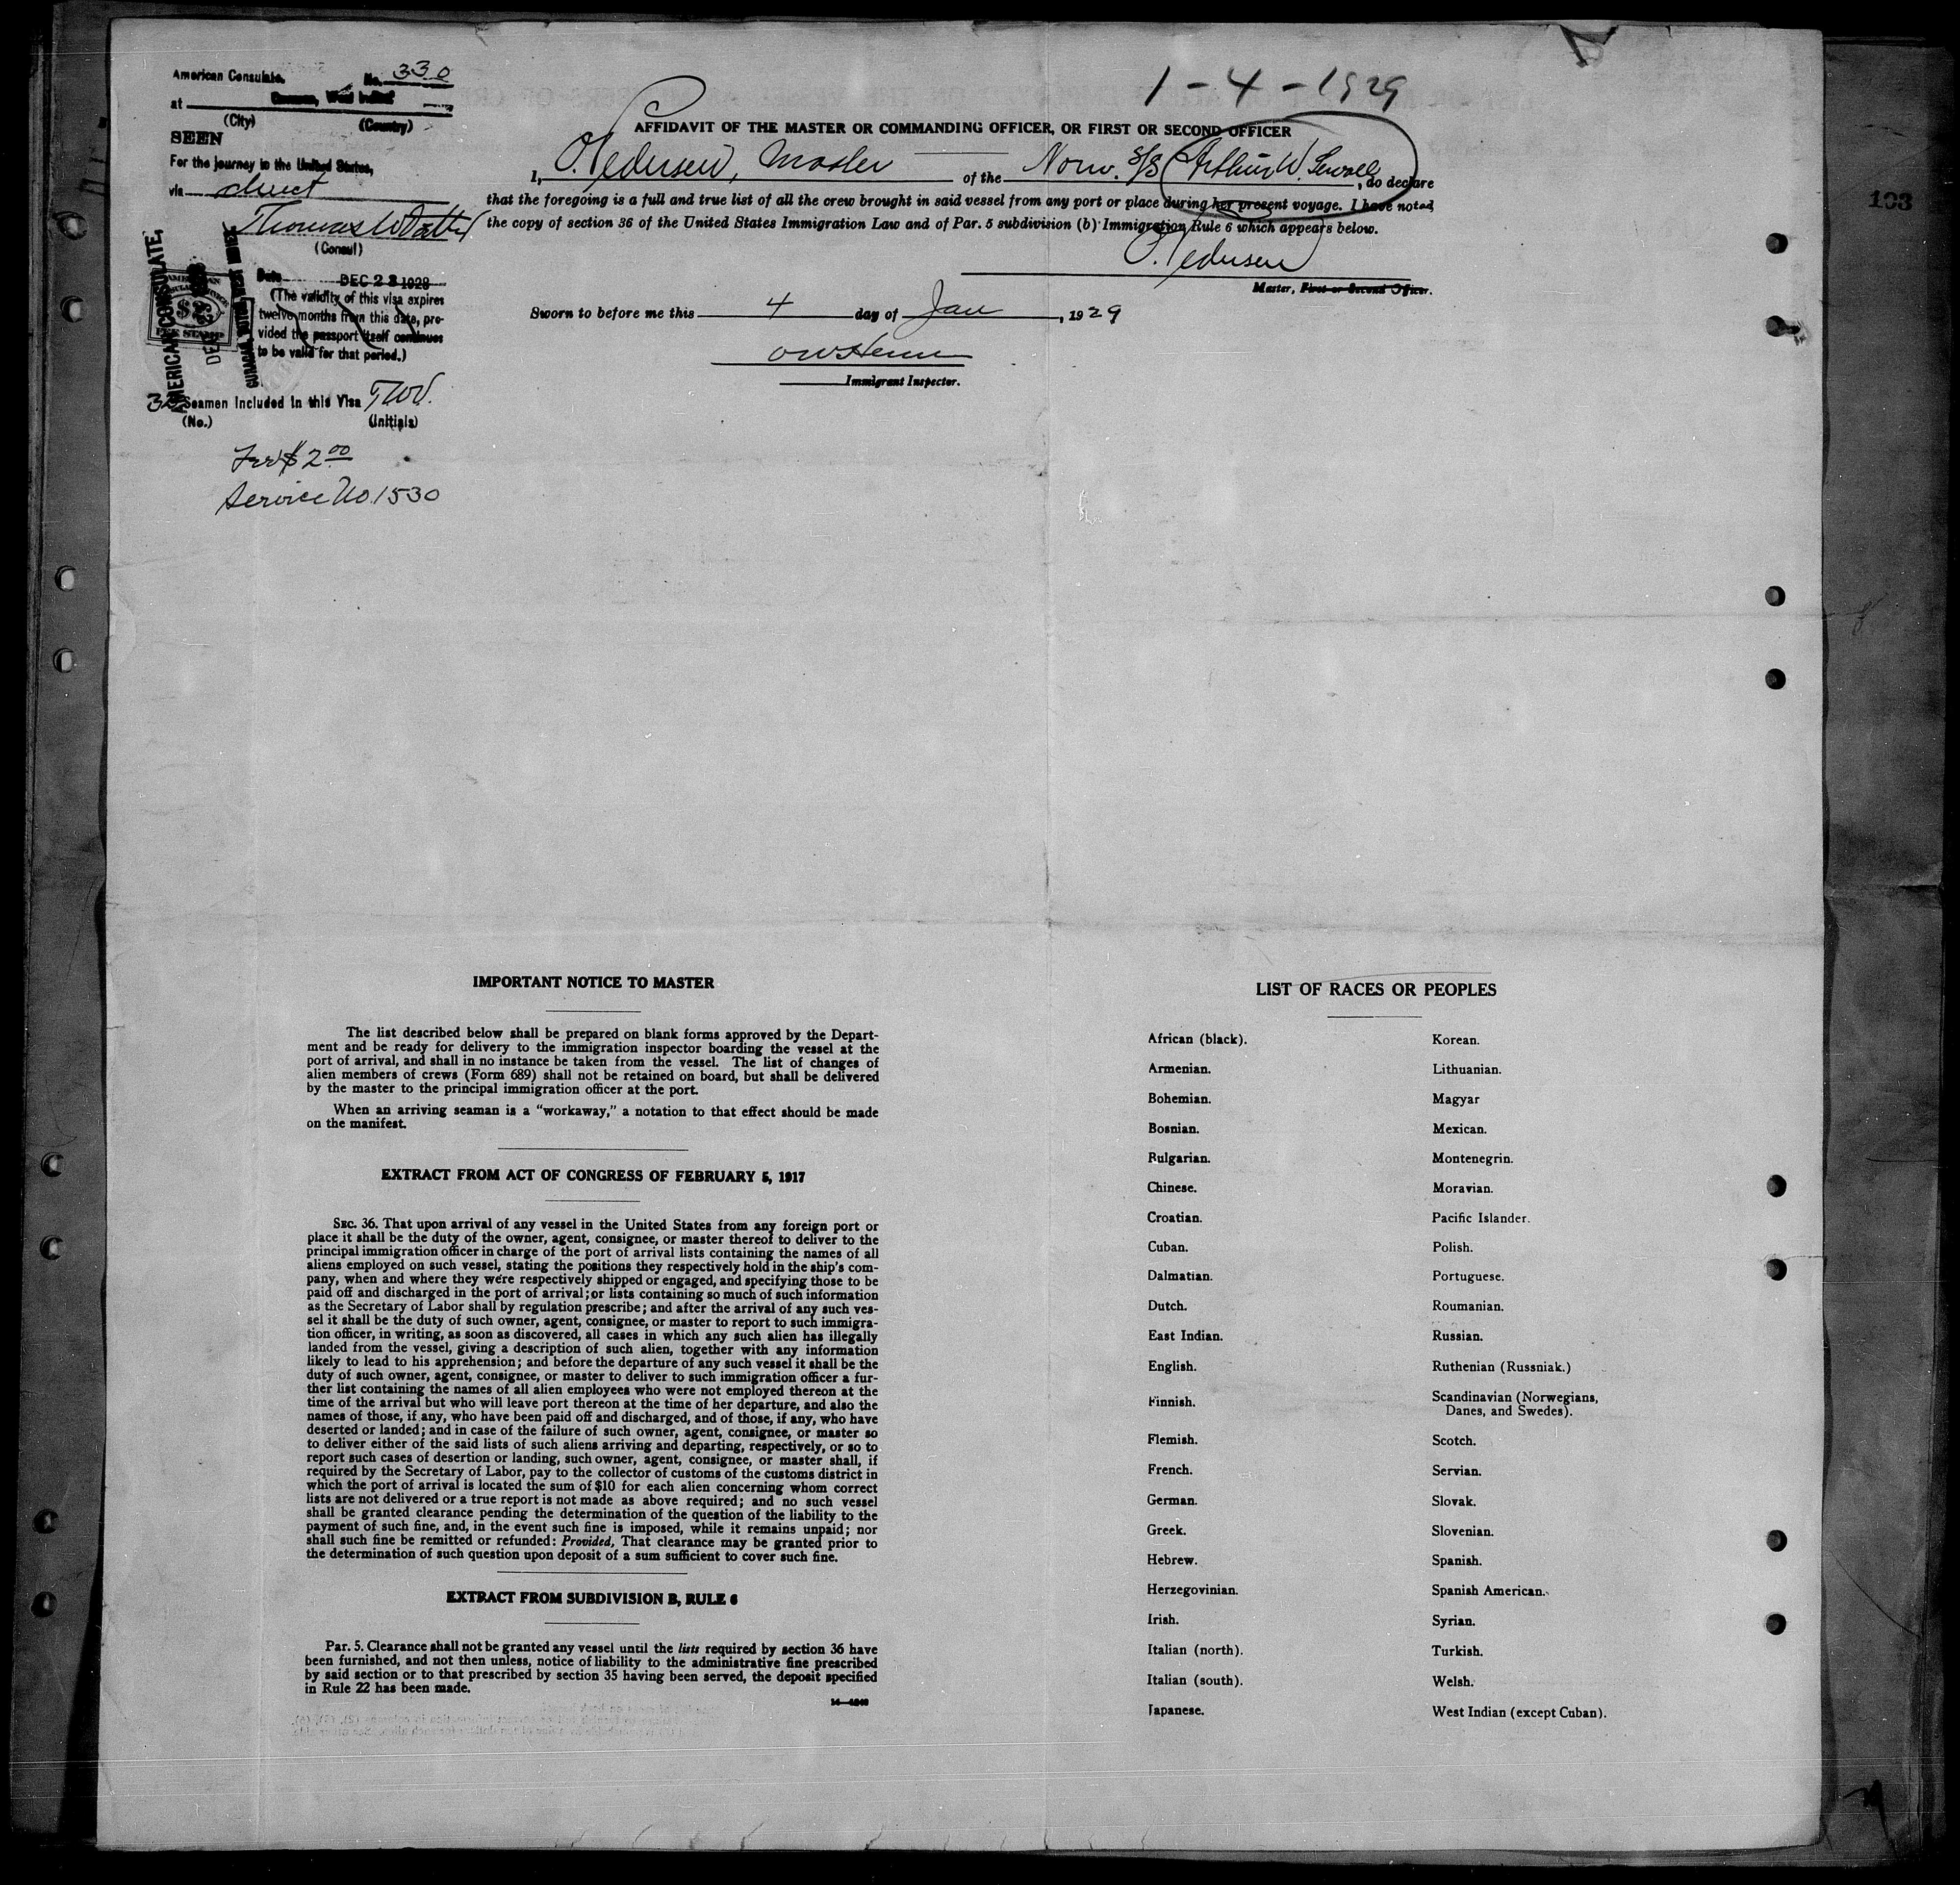 American Consulate, No. 330
at Curacao, West Indies
(City) (Country)
SEEN
For the journey to the United States,
via direct
(Consul)
Date DEC 28 1928
(The validity of this visa expires
twelve months from this date, pro-
vided the passport itself continues
to be valid for that period.)
AMERICAN CONSULATE,
CURACAO, DUTCH WEST INDIES
Seamen Included in this Visa TWV.
(No.) (Initials)
Fee $2.00
Service No. 1530
1 - 4 - 1929
AFFIDAVIT OF THE MASTER OR COMMANDING OFFICER, OR FIRST OR SECOND OFFICER
I, O. Pedersen, Master of the Norw. S/S Arthur W. Sewall, do declare
that the foregoing is a full and true list of all the crew brought in said vessel from any port or place during her present voyage. I have noted
the copy of section 36 of the United States Immigration Law and of Par. 5 subdivision (b) Immigration Rule 6 which appears below.
O. Pedersen
Master, First or Second Officer.
Sworn to before me this 4 day of Jan, 1929
Immigrant Inspector.
103
IMPORTANT NOTICE TO MASTER
The list described below shall be prepared on blank forms approved by the Depart-
ment and be ready for delivery to the immigration inspector boarding the vessel at the
port of arrival, and shall in no instance be taken from the vessel. The list of changes of
alien members of crews (Form 689) shall not be retained on board, but shall be delivered
by the master to the principal immigration officer at the port.
When an arriving seaman is a "workaway," a notation to that effect should be made
on the manifest.
EXTRACT FROM ACT OF CONGRESS OF FEBRUARY 5, 1917
SEC. 36. That upon arrival of any vessel in the United States from any foreign port or
place it shall be the duty of the owner, agent, consignee, or master thereof to deliver to the
principal immigration officer in charge of the port of arrival lists containing the names of all
aliens employed on such vessel, stating the positions they respectively hold in the ship's com-
pany, when and where they were respectively shipped or engaged, and specifying those to be
paid off and discharged in the port of arrival; or lists containing so much of such information
as the Secretary of Labor shall by regulation prescribe; and after the arrival of any such ves-
sel it shall be the duty of such owner, agent, consignee, or master to report to such immigra-
tion officer, in writing, as soon as discovered, all cases in which any such alien has illegally
landed from the vessel, giving a description of such alien, together with any information
likely to lead to his apprehension; and before the departure of any such vessel it shall be the
duty of such owner, agent, consignee, or master to deliver to such immigration officer a fur-
ther list containing the names of all alien employees who were not employed thereon at the
time of the arrival but who will leave port thereon at the time of her departure, and also the
names of those, if any, who have been paid off and discharged, and of those, if any, who have
deserted or landed; and in case of the failure of such owner, agent, consignee, or master so
to deliver either of the said lists of such aliens arriving and departing, respectively, or so to
report such cases of desertion or landing, such owner, agent, consignee, or master shall, if
required by the Secretary of Labor, pay to the collector of customs of the customs district in
which the port of arrival is located the sum of $10 for each alien concerning whom correct
lists are not delivered or a true report is not made as above required; and no such vessel
shall be granted clearance pending the determination of the question of the liability to the
payment of such fine, and, in the event such fine is imposed, while it remains unpaid; nor
shall such fine be remitted or refunded: Provided, That clearance may be granted prior to
the determination of such question upon deposit of a sum sufficient to cover such fine.
EXTRACT FROM SUBDIVISION B, RULE 6
Par. 5. Clearance shall not be granted any vessel until the lists required by section 36 have
been furnished, and not then unless, notice of liability to the administrative fine prescribed
by said section or to that prescribed by section 35 having been served, the deposit specified
in Rule 22 has been made.
LIST OF RACES OR PEOPLES
African (black). Korean.
Armenian. Lithuanian.
Bohemian. Magyar
Bosnian. Mexican.
Bulgarian. Montenegrin.
Chinese. Moravian.
Croatian. Pacific Islander.
Cuban. Polish.
Dalmatian. Portuguese.
Dutch. Roumanian.
East Indian. Russian.
English. Ruthenian (Russniak.)
Finnish. Scandinavian (Norwegians,
Danes, and Swedes).
Flemish. Scotch.
French. Servian.
German. Slovak.
Greek. Slovenian.
Hebrew. Spanish.
Herzegovinian. Spanish American.
Irish. Syrian.
Italian (north). Turkish.
Italian (south). Welsh.
Japanese. West Indian (except Cuban).